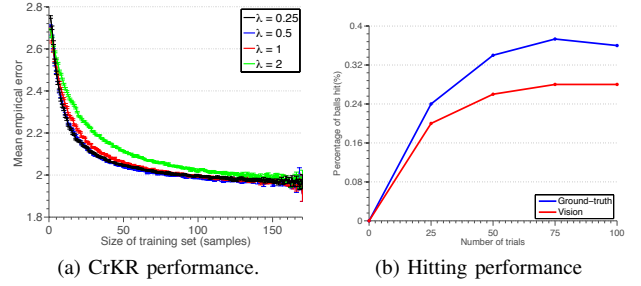 2.8
2.6
2.4
2.2
2
1.8
Mean empirical error
λ = 0.25
λ = 0.5
λ = 1
λ = 2
0 50 100 150
Size of training set (samples)
(a) CrKR performance.
0.4
0.32
0.24
0.16
0.08
0
Percentage of balls hit(%)
Ground-truth
Vision
0 25 50 75 100
Number of trials
(b) Hitting performance